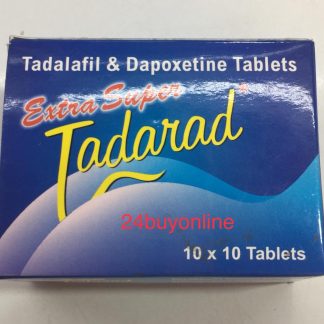 Tadalafil & Dapoxetine Tablets
Extra Super
Tadarad
24buyonline
10 x 10 Tablets